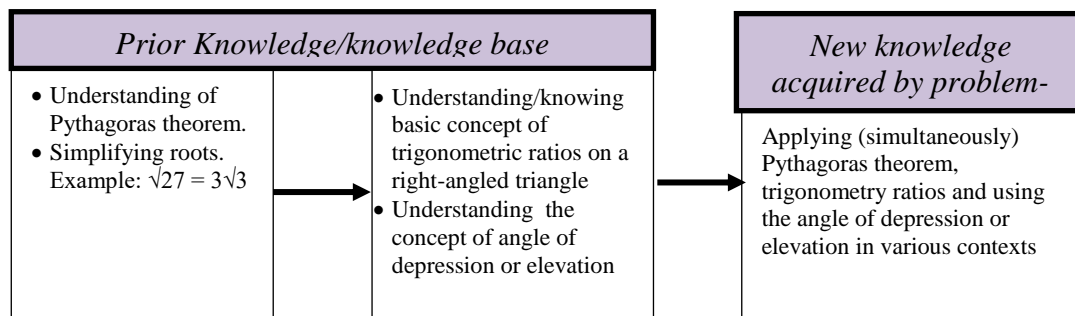 Prior Knowledge/knowledge base
• Understanding of
Pythagoras theorem.
• Simplifying roots.
Example: √27 = 3√3
• Understanding/knowing
basic concept of
trigonometric ratios on a
right-angled triangle
• Understanding the
concept of angle of
depression or elevation
New knowledge
acquired by problem-
Applying (simultaneously)
Pythagoras theorem,
trigonometry ratios and using
the angle of depression or
elevation in various contexts